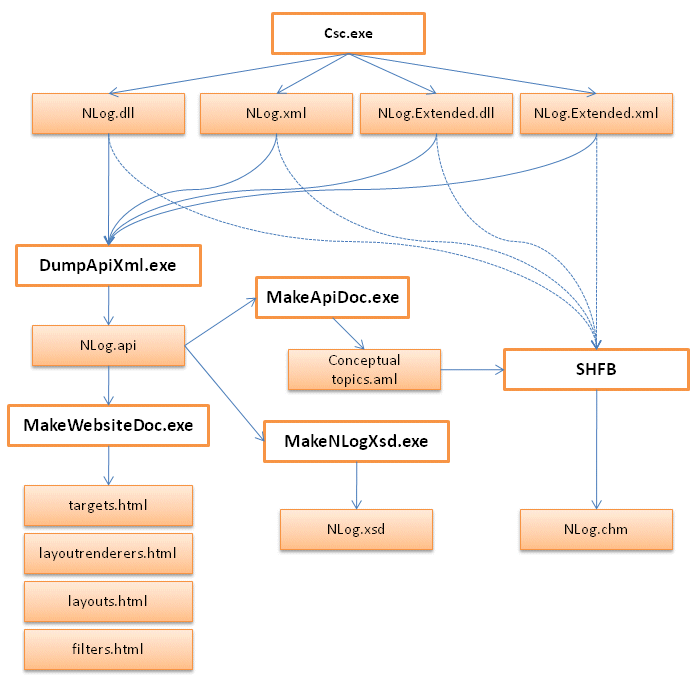 Csc.exe
NLog.dll
NLog.xml
NLog.Extended.dll
NLog.Extended.xml
DumpApiXml.exe
MakeApiDoc.exe
NLog.api
Conceptual
topics.aml
SHFB
MakeWebsiteDoc.exe
MakeNLogXsd.exe
targets.html
NLog.xsd
NLog.chm
layoutrenderers.html
layouts.html
filters.html